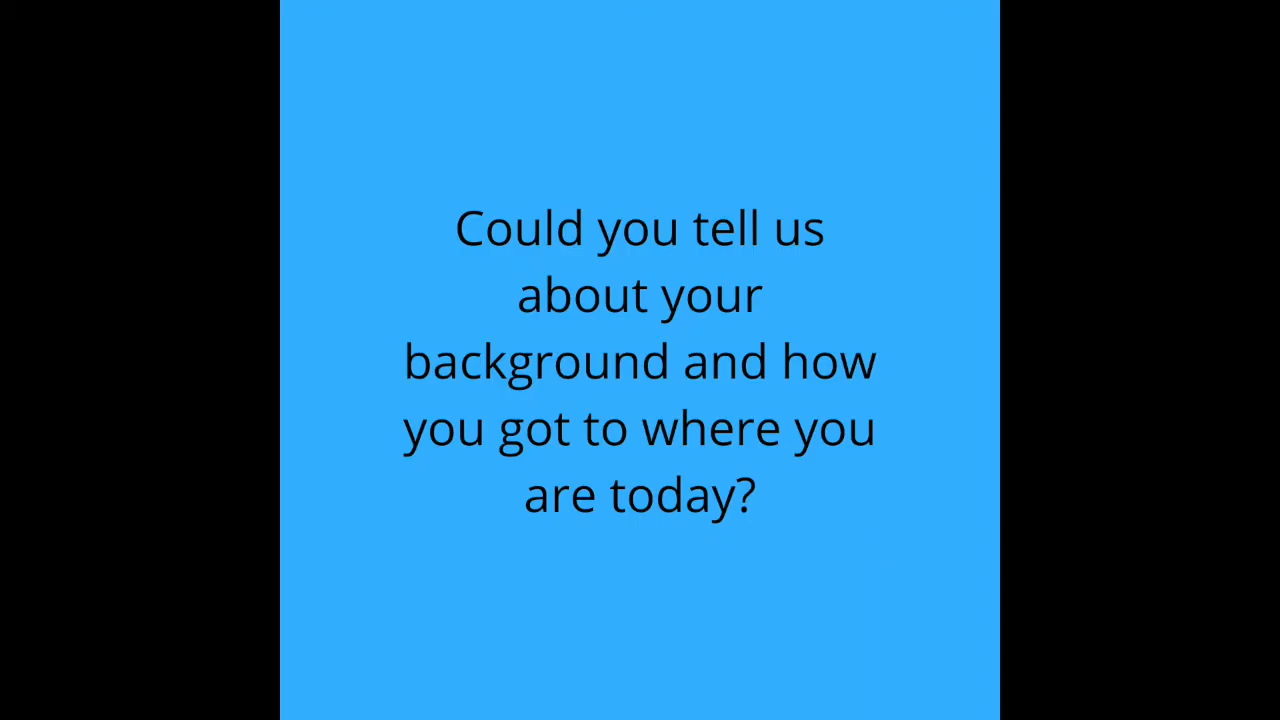 Could you tell us
about your
background and how
you got to where you
are today?